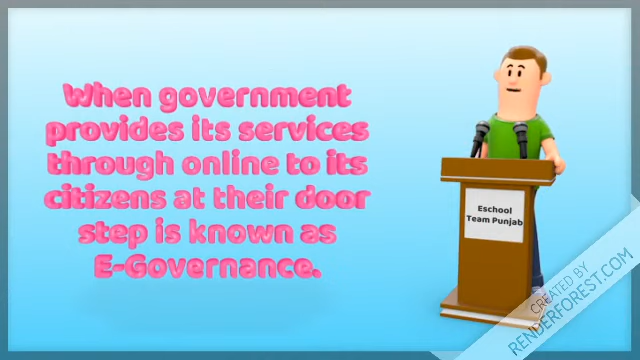 When government
provides its services
through online to its
citizens at their door
step is known as
E-Governance.
Eschool
Team Punjab
CREATED BY
RENDERFOREST.COM